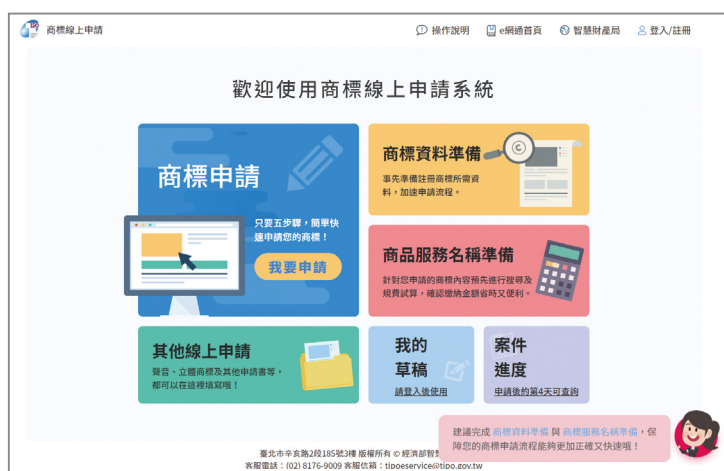 商標線上申請
操作說明 e網通首頁 智慧財產局 登入/註冊
歡迎使用商標線上申請系統
商標申請
只要五步驟，簡單快
速申請您的商標！
我要申請
商標資料準備
事先準備註冊商標所需資
料，加速申請流程。
商品服務名稱準備
針對您申請的商標內容預先進行搜尋及
規費試算，確認繳納金額省時又便利。
其他線上申請
聲音、立體商標及其他申請書等，
都可以在這裡填寫哦！
我的
草稿
請登入後使用
案件
進度
申請後約第4天可查詢
建議完成 商標資料準備 與 商標服務名稱準備，保
障您的商標申請流程能夠更加正確又快速喔！
臺北市辛亥路2段185號3樓 版權所有 © 經濟部智慧
客服電話：(02) 8176-9009 客服信箱：tipoeservice@tipo.gov.tw